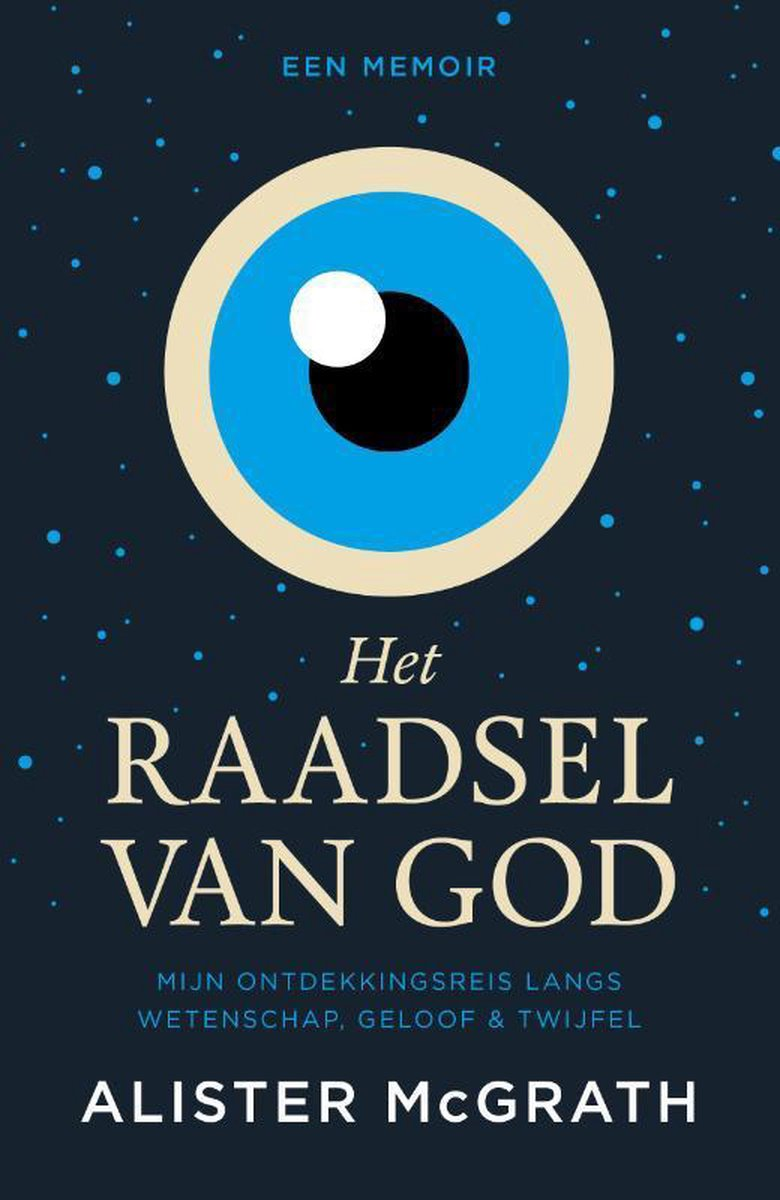 EEN MEMOIR
Het
RAADSEL
VAN GOD
MIJN ONTDEKKINGSREIS LANGS
WETENSCHAP, GELOOF & TWIJFEL
ALISTER McGRATH